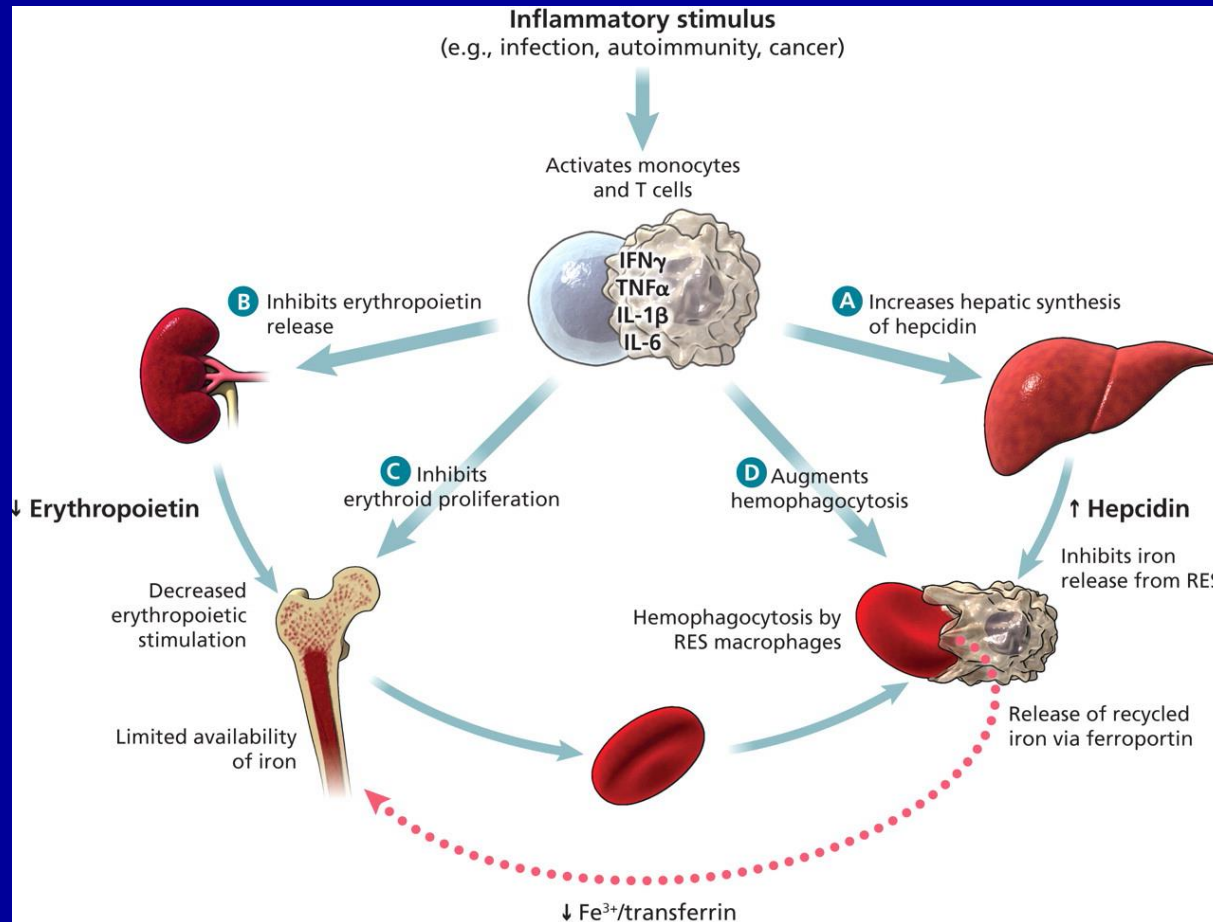 Inflammatory stimulus
(e.g., infection, autoimmunity, cancer)
Activates monocytes
and T cells
IFNγ
TNFα
IL-1β
IL-6
B Inhibits erythropoietin
release
A Increases hepatic synthesis
of hepcidin
C Inhibits
erythroid proliferation
D Augments
hemophagocytosis
↓ Erythropoietin
↑ Hepcidin
Inhibits iron
release from RES
Decreased
erythropoietic
stimulation
Hemophagocytosis by
RES macrophages
Limited availability
of iron
Release of recycled
iron via ferroportin
↓ Fe³⁺/transferrin